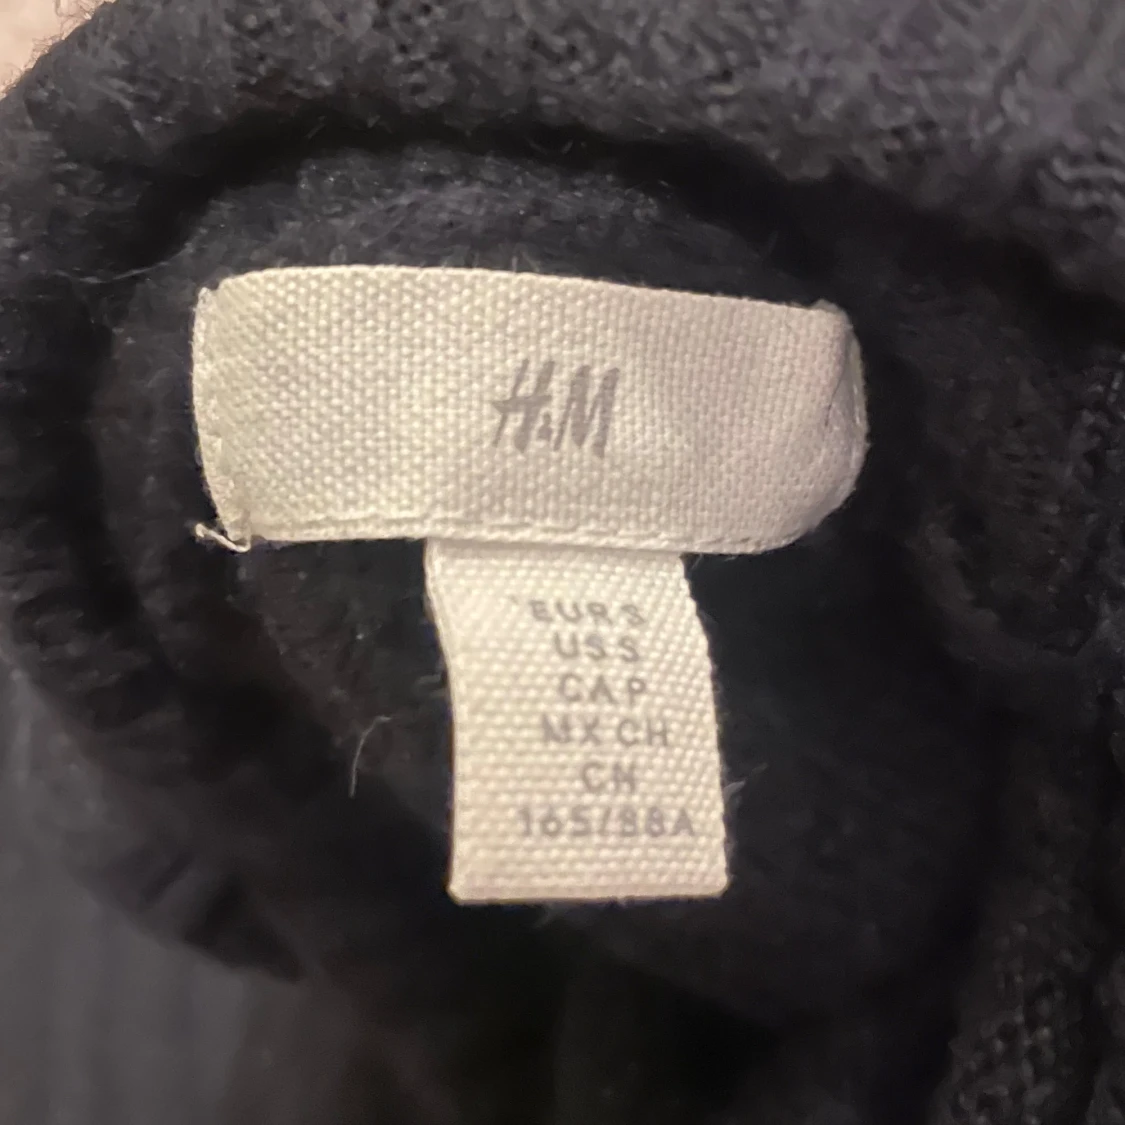 H&M
EUR S
US S
CA P
MX CH
CN
165/88A